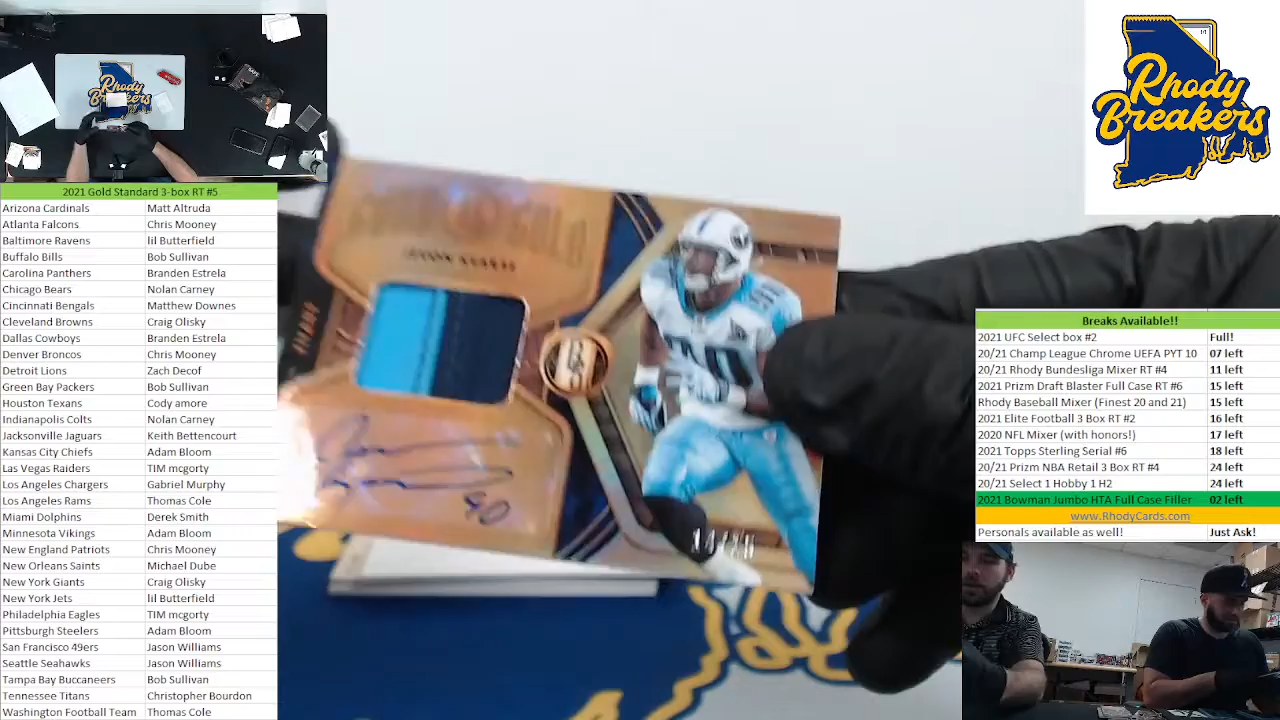 Rhody
Breakers
2021 Gold Standard 3-box RT #5
Arizona Cardinals Matt Altruda
Atlanta Falcons Chris Mooney
Baltimore Ravens lil Butterfield
Buffalo Bills Bob Sullivan
Carolina Panthers Branden Estrela
Chicago Bears Nolan Carney
Cincinnati Bengals Matthew Downes
Cleveland Browns Craig Olisky
Dallas Cowboys Branden Estrela
Denver Broncos Chris Mooney
Detroit Lions Zach Decof
Green Bay Packers Bob Sullivan
Houston Texans Cody amore
Indianapolis Colts Nolan Carney
Jacksonville Jaguars Keith Bettencourt
Kansas City Chiefs Adam Bloom
Las Vegas Raiders TIM mcgorty
Los Angeles Chargers Gabriel Murphy
Los Angeles Rams Thomas Cole
Miami Dolphins Derek Smith
Minnesota Vikings Adam Bloom
New England Patriots Chris Mooney
New Orleans Saints Michael Dube
New York Giants Craig Olisky
New York Jets lil Butterfield
Philadelphia Eagles TIM mcgorty
Pittsburgh Steelers Adam Bloom
San Francisco 49ers Jason Williams
Seattle Seahawks Jason Williams
Tampa Bay Buccaneers Bob Sullivan
Tennessee Titans Christopher Bourdon
Washington Football Team Thomas Cole
90
Rhody
Breakers
Breaks Available!!
2021 UFC Select box #2 Full!
20/21 Champ League Chrome UEFA PYT 10 07 left
20/21 Rhody Bundesliga Mixer RT #4 11 left
2021 Prizm Draft Blaster Full Case RT #6 15 left
Rhody Baseball Mixer (Finest 20 and 21) 15 left
2021 Elite Football 3 Box RT #2 16 left
2020 NFL Mixer (with honors!) 17 left
2021 Topps Sterling Serial #6 18 left
20/21 Prizm NBA Retail 3 Box RT #4 24 left
20/21 Select 1 Hobby 1 H2 24 left
2021 Bowman Jumbo HTA Full Case Filler 02 left
www.RhodyCards.com
Personals available as well! Just Ask!